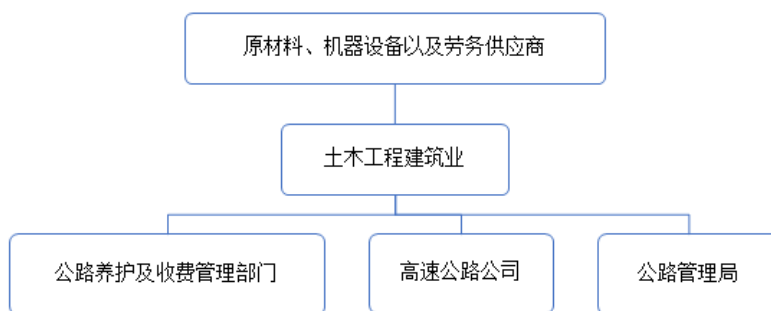 原材料、机器设备以及劳务供应商
土木工程建筑业
公路养护及收费管理部门
高速公路公司
公路管理局